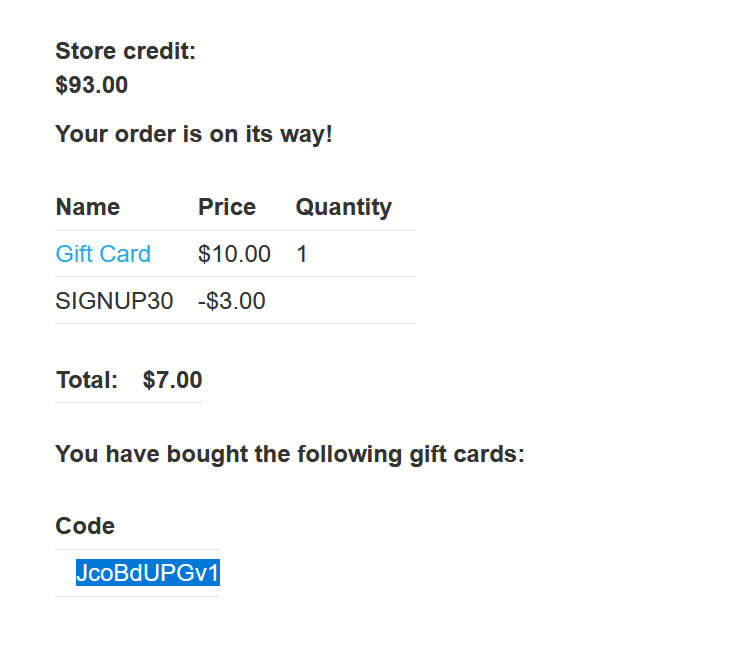 Store credit:
$93.00
Your order is on its way!
Name Price Quantity
Gift Card $10.00 1
SIGNUP30 -$3.00
Total: $7.00
You have bought the following gift cards:
Code
JcoBdUPGv1